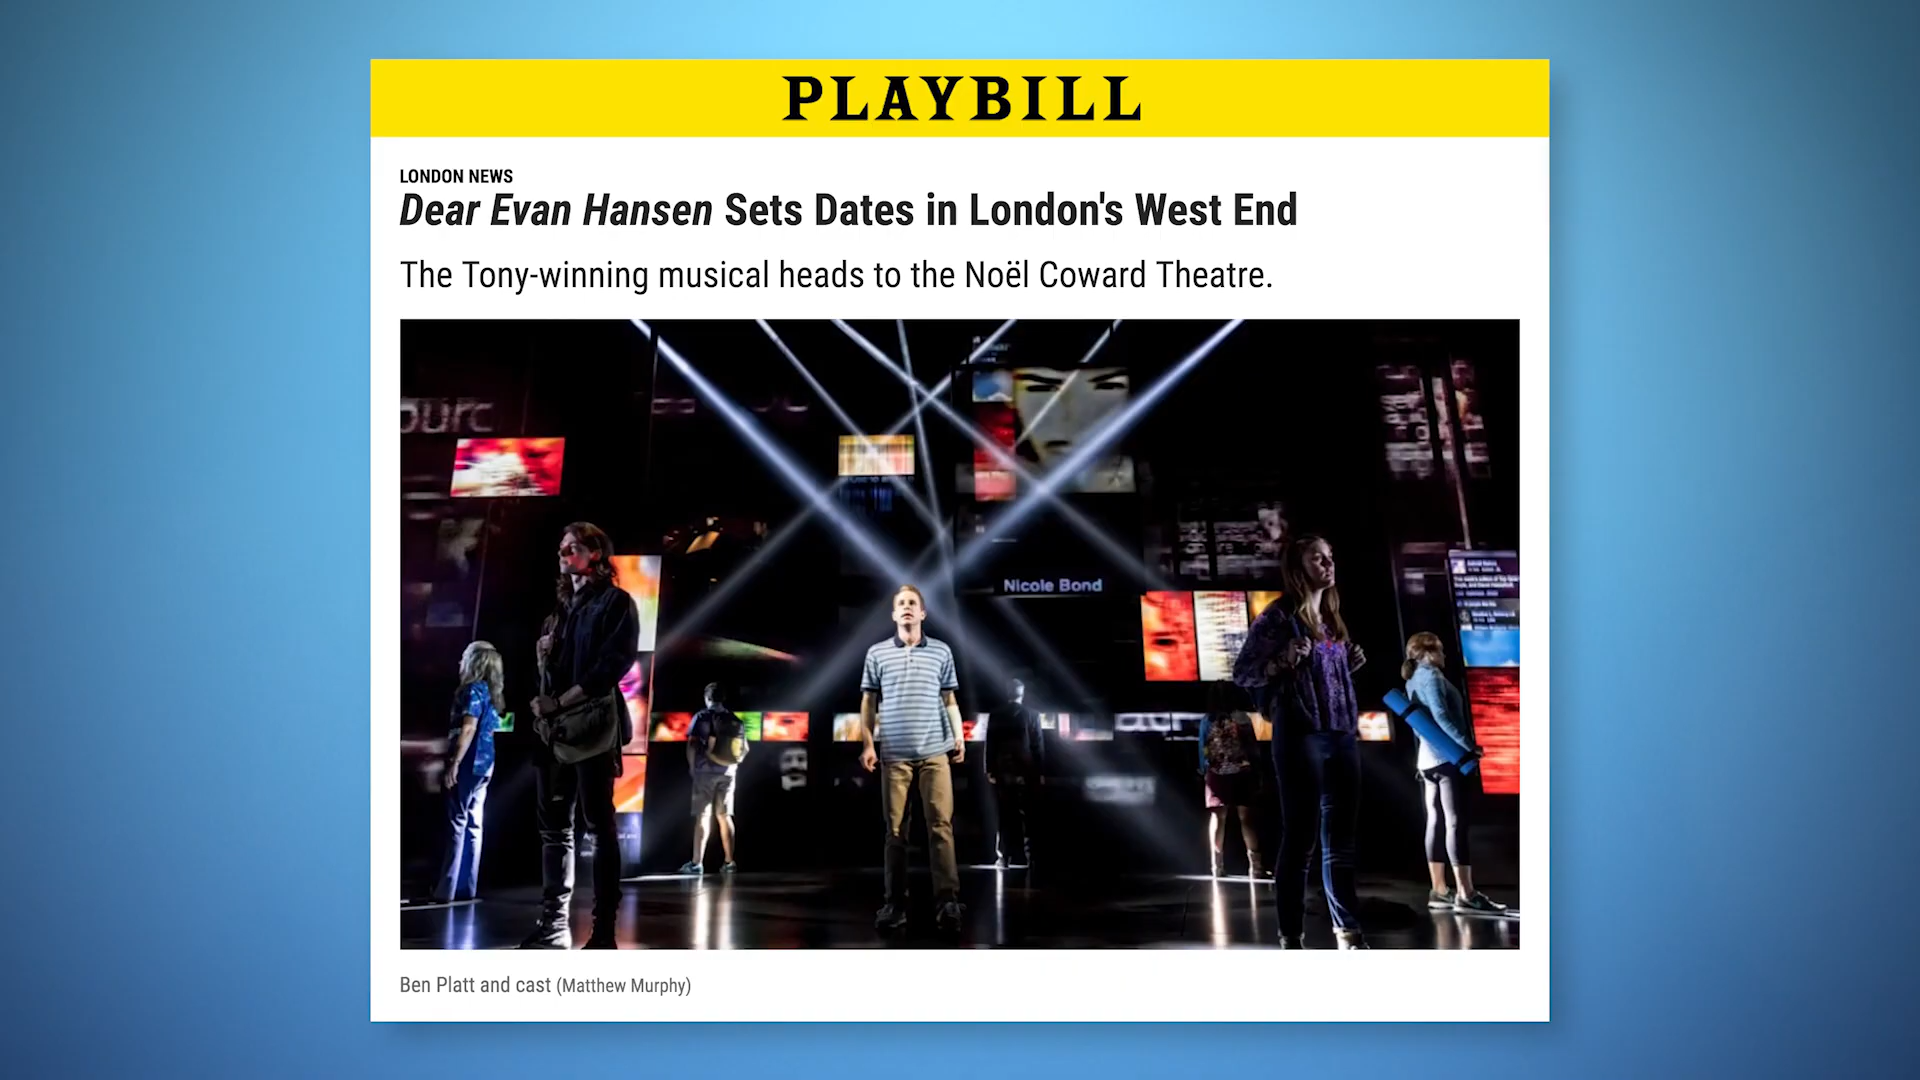 PLAYBILL
LONDON NEWS
Dear Evan Hansen Sets Dates in London's West End
The Tony-winning musical heads to the Noël Coward Theatre.
Nicole Bond
Ben Platt and cast (Matthew Murphy)